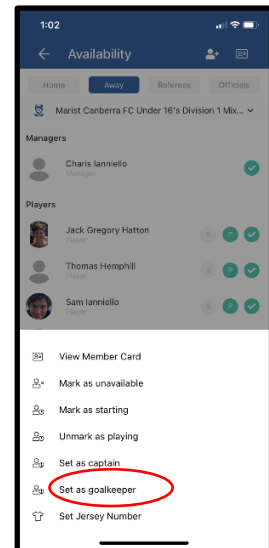 1:02
Availability
Home Away Referees Officials
Marist Canberra FC Under 16's Division 1 Mix...
Managers
Charis Ianniello
Manager
Players
Jack Gregory Hatton
Player
S P
Thomas Hemphill
Player
S P
Sam Ianniello
Player
S P
View Member Card
Mark as unavailable
Mark as starting
Unmark as playing
Set as captain
Set as goalkeeper
Set Jersey Number